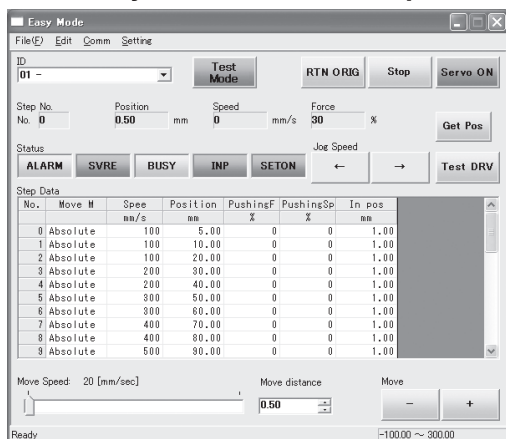 Easy Mode
File(F) Edit Comm Setting
ID
01 -
Test Mode
RTN ORIG Stop Servo ON
Step No. Position Speed Force
No. 0 0.50 mm 0 mm/s 30 %
Get Pos
Status Jog Speed
ALARM SVRE BUSY INP SETON ← → Test DRV
Step Data
No. Move M Spee Position PushingF PushingSp In pos
mm/s mm % % mm
0 Absolute 100 5.00 0 0 1.00
1 Absolute 100 10.00 0 0 1.00
2 Absolute 100 20.00 0 0 1.00
3 Absolute 200 30.00 0 0 1.00
4 Absolute 200 40.00 0 0 1.00
5 Absolute 300 50.00 0 0 1.00
6 Absolute 300 60.00 0 0 1.00
7 Absolute 400 70.00 0 0 1.00
8 Absolute 400 80.00 0 0 1.00
9 Absolute 500 90.00 0 0 1.00
Move Speed: 20 [mm/sec] Move distance Move
0.50 - +
Ready -100.00 ~ 300.00